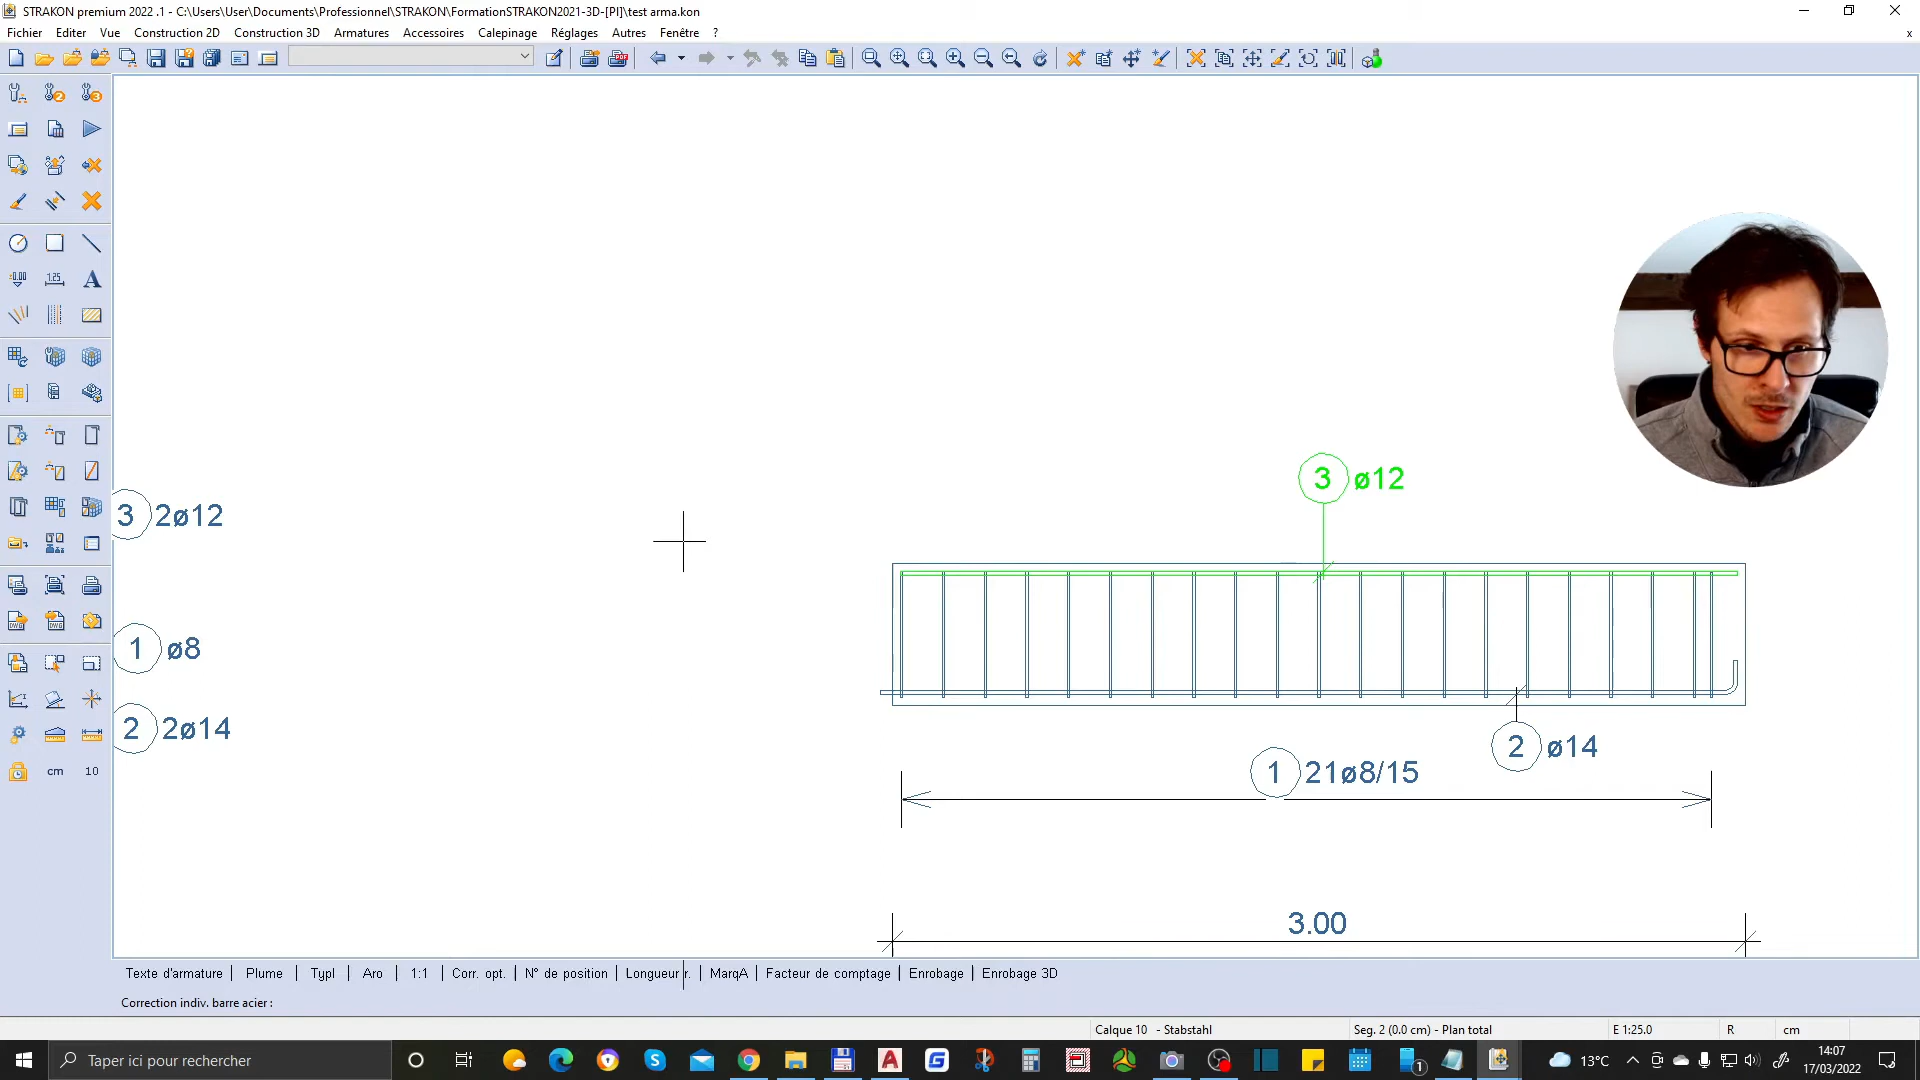 STRAKON premium 2022 .1 - C:\Users\User\Documents\Professionnel\STRAKON\FormationSTRAKON2021-3D-[PI]\test arma.kon
Fichier Editer Vue Construction 2D Construction 3D Armatures Accessoires Calepinage Réglages Autres Fenêtre ?
3 ø12
3 2ø12
1 ø8
2 2ø14
2 ø14
1 21ø8/15
3.00
cm 10
Texte d'armature | Plume | Typl | Aro | 1:1 | Corr. opt. | N° de position | Longueur r. | MarqA | Facteur de comptage | Enrobage | Enrobage 3D
Correction indiv. barre acier :
Calque 10 - Stabstahl Seg. 2 (0.0 cm) - Plan total E 1:25.0 R cm
Taper ici pour rechercher
13°C
14:07
17/03/2022